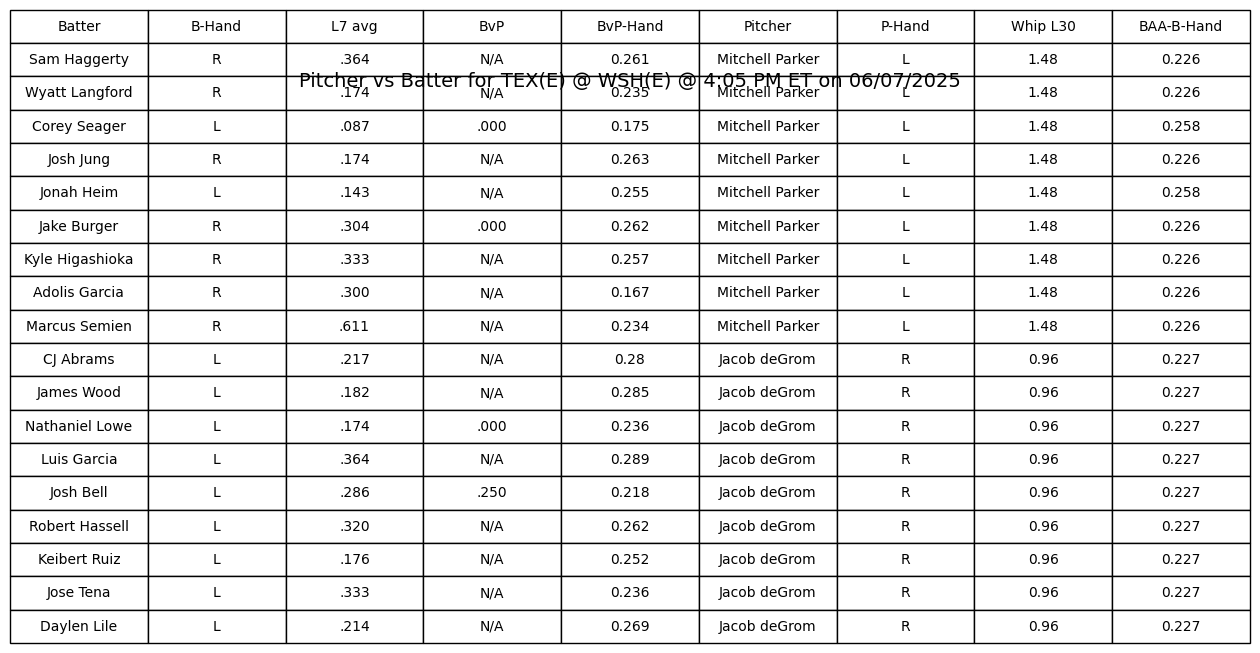 Batter B-Hand L7 avg BvP BvP-Hand Pitcher P-Hand Whip L30 BAA-B-Hand
Sam Haggerty R .364 N/A 0.261 Mitchell Parker L 1.48 0.226
Pitcher vs Batter for TEX(E) @ WSH(E) @ 4:05 PM ET on 06/07/2025
Wyatt Langford R .174 N/A 0.235 Mitchell Parker L 1.48 0.226
Corey Seager L .087 .000 0.175 Mitchell Parker L 1.48 0.258
Josh Jung R .174 N/A 0.263 Mitchell Parker L 1.48 0.226
Jonah Heim L .143 N/A 0.255 Mitchell Parker L 1.48 0.258
Jake Burger R .304 .000 0.262 Mitchell Parker L 1.48 0.226
Kyle Higashioka R .333 N/A 0.257 Mitchell Parker L 1.48 0.226
Adolis Garcia R .300 N/A 0.167 Mitchell Parker L 1.48 0.226
Marcus Semien R .611 N/A 0.234 Mitchell Parker L 1.48 0.226
CJ Abrams L .217 N/A 0.28 Jacob deGrom R 0.96 0.227
James Wood L .182 N/A 0.285 Jacob deGrom R 0.96 0.227
Nathaniel Lowe L .174 .000 0.236 Jacob deGrom R 0.96 0.227
Luis Garcia L .364 N/A 0.289 Jacob deGrom R 0.96 0.227
Josh Bell L .286 .250 0.218 Jacob deGrom R 0.96 0.227
Robert Hassell L .320 N/A 0.262 Jacob deGrom R 0.96 0.227
Keibert Ruiz L .176 N/A 0.252 Jacob deGrom R 0.96 0.227
Jose Tena L .333 N/A 0.236 Jacob deGrom R 0.96 0.227
Daylen Lile L .214 N/A 0.269 Jacob deGrom R 0.96 0.227